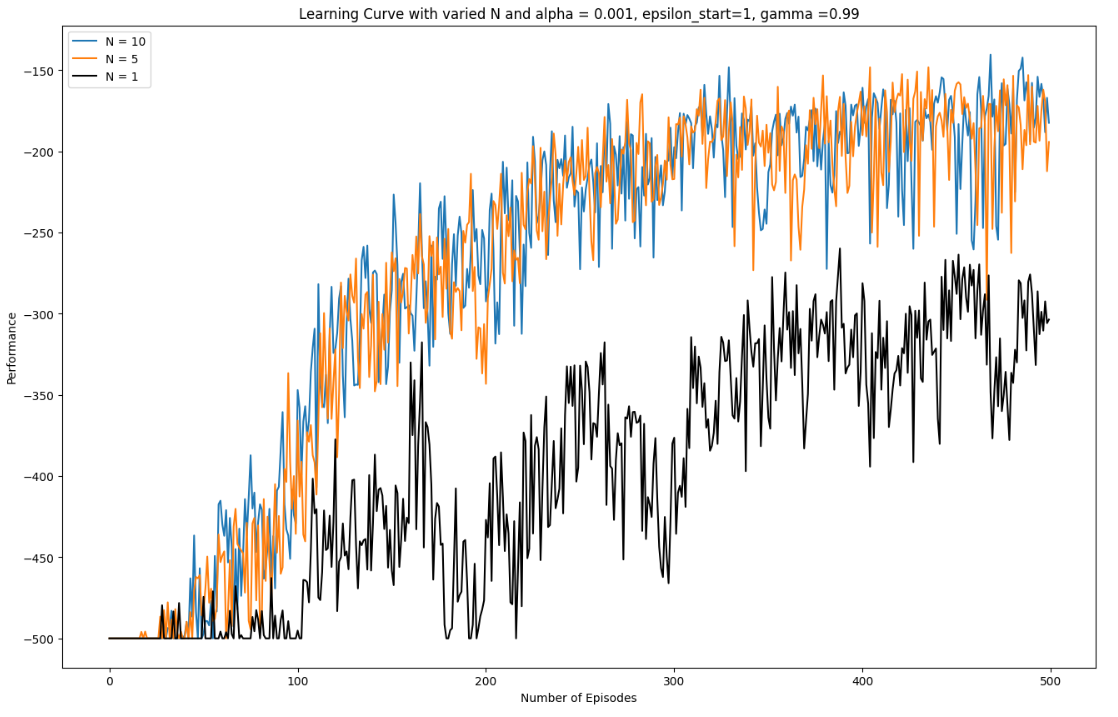 Learning Curve with varied N and alpha = 0.001, epsilon_start=1, gamma =0.99
N = 10
N = 5
N = 1
−150
−200
−250
−300
−350
−400
−450
−500
Performance
0
100
200
300
400
500
Number of Episodes